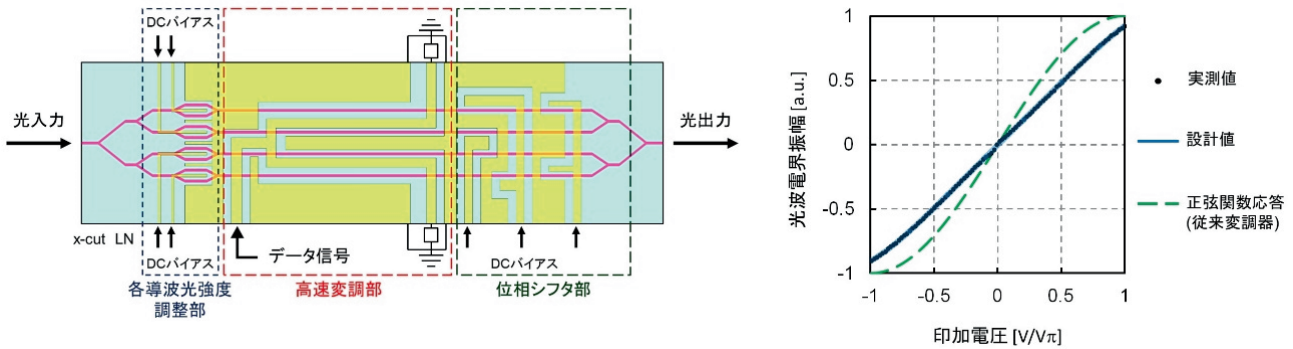 DCバイアス
光入力
光出力
x-cut LN
データ信号
DCバイアス
DCバイアス
各導波光強度
調整部
高速変調部
位相シフタ部
光波電界振幅 [a.u.]
1
0.5
0
-0.5
-1
-1
-0.5
0
0.5
1
印加電圧 [V/Vπ]
実測値
設計値
正弦関数応答
(従来変調器)